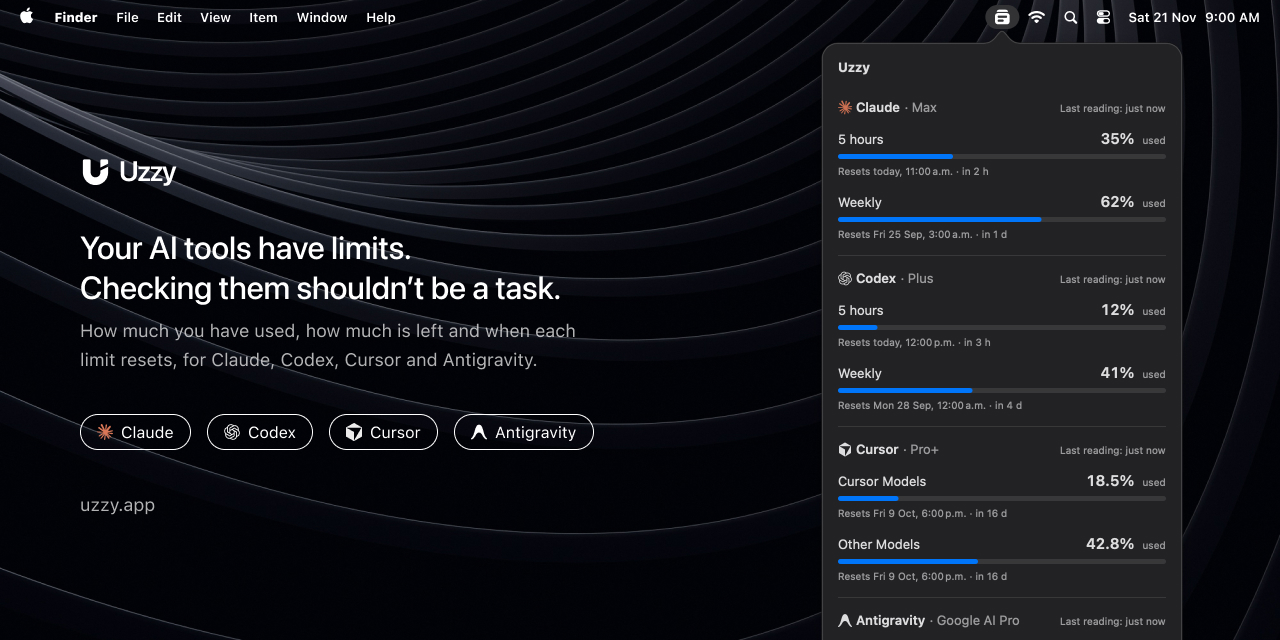 Finder File Edit View Item Window Help Sat 21 Nov 9:00 AM
Uzzy
Your AI tools have limits.
Checking them shouldn’t be a task.
How much you have used, how much is left and when each
limit resets, for Claude, Codex, Cursor and Antigravity.
Claude Codex Cursor Antigravity
uzzy.app
Uzzy
Claude · Max Last reading: just now
5 hours 35% used
Resets today, 11:00 a.m. · in 2 h
Weekly 62% used
Resets Fri 25 Sep, 3:00 a.m. · in 1 d
Codex · Plus Last reading: just now
5 hours 12% used
Resets today, 12:00 p.m. · in 3 h
Weekly 41% used
Resets Mon 28 Sep, 12:00 a.m. · in 4 d
Cursor · Pro+ Last reading: just now
Cursor Models 18.5% used
Resets Fri 9 Oct, 6:00 p.m. · in 16 d
Other Models 42.8% used
Resets Fri 9 Oct, 6:00 p.m. · in 16 d
Antigravity · Google AI Pro Last reading: just now